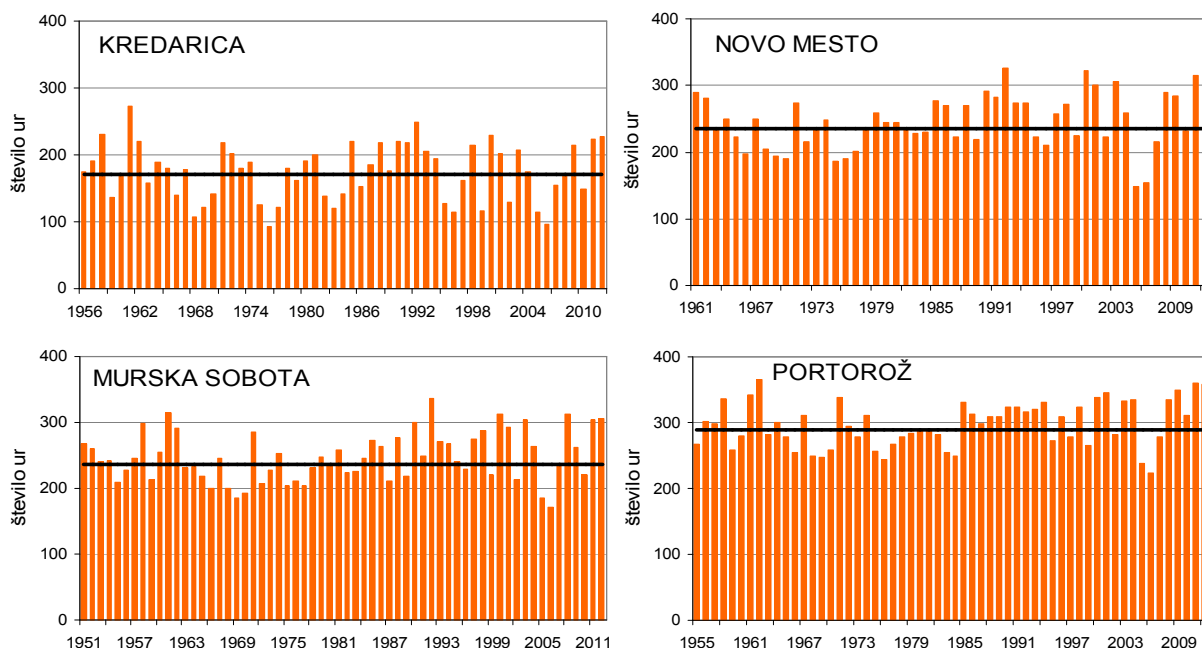 KREDARICA
število ur
400
300
200
100
0
1956 1962 1968 1974 1980 1986 1992 1998 2004 2010
NOVO MESTO
število ur
400
300
200
100
0
1961 1967 1973 1979 1985 1991 1997 2003 2009
MURSKA SOBOTA
število ur
400
300
200
100
0
1951 1957 1963 1969 1975 1981 1987 1993 1999 2005 2011
PORTOROŽ
število ur
400
300
200
100
0
1955 1961 1967 1973 1979 1985 1991 1997 2003 2009